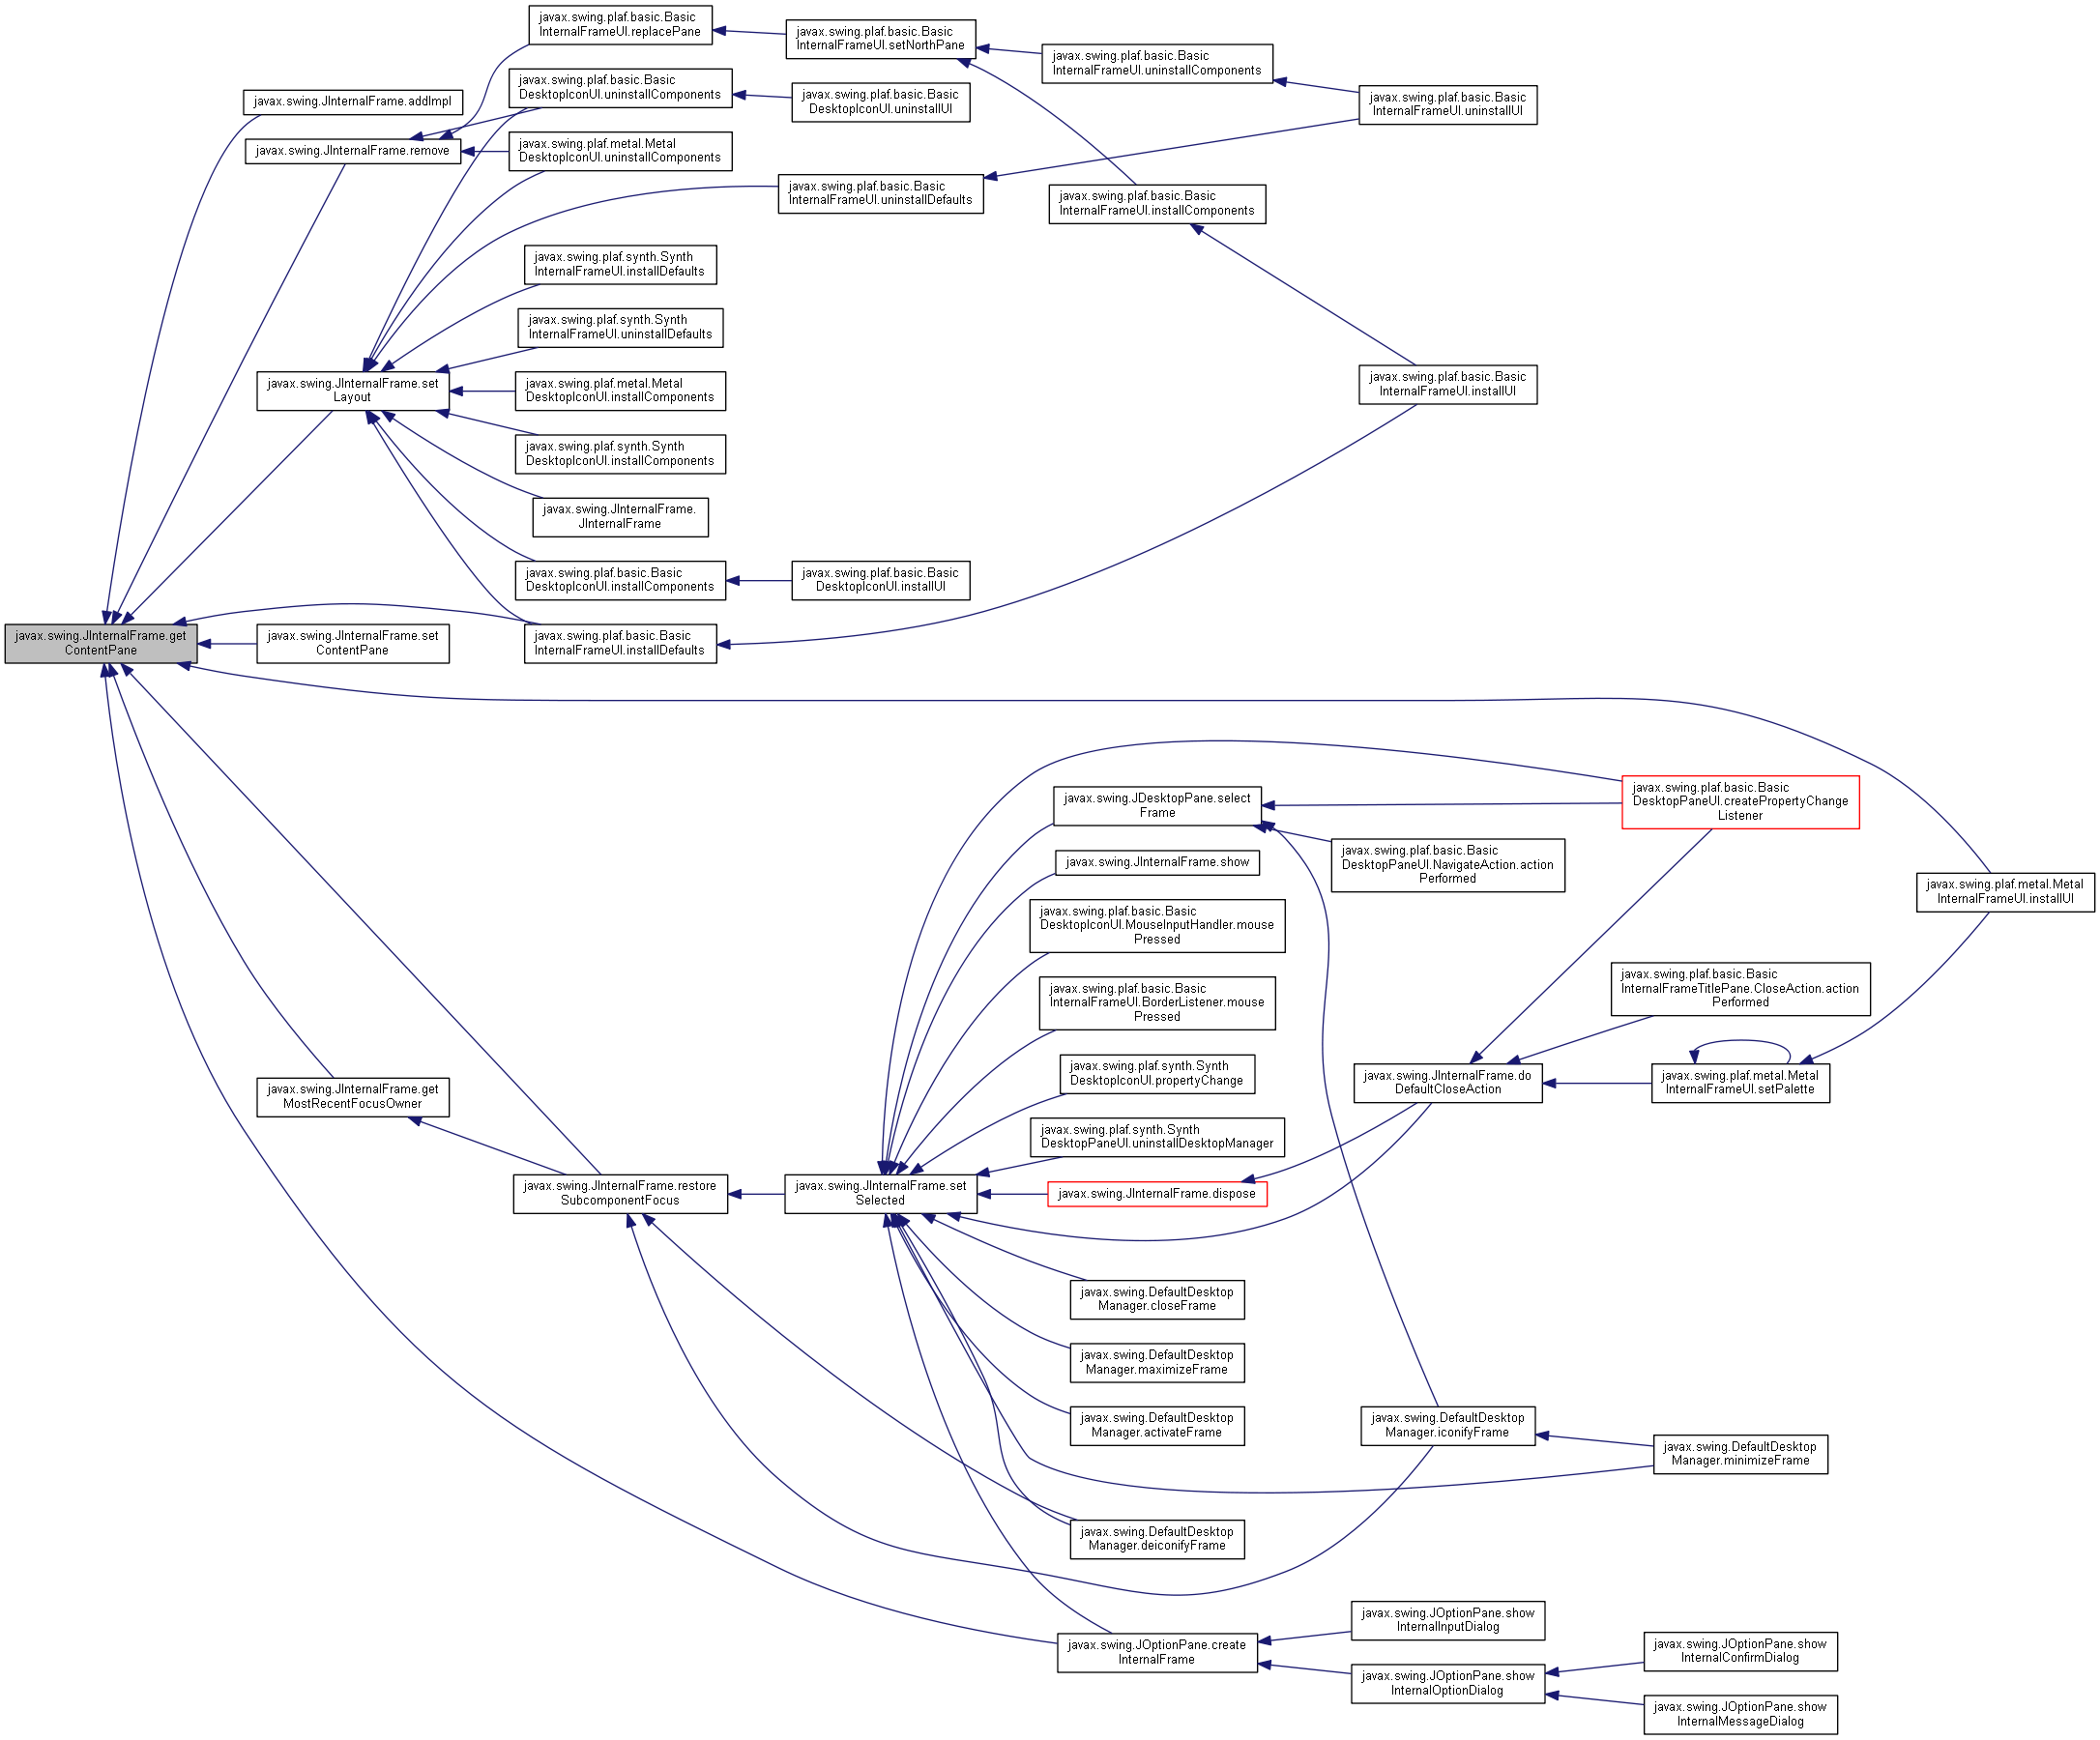 javax.swing.plaf.basic.Basic
InternalFrameUI.replacePane
javax.swing.plaf.basic.Basic
InternalFrameUI.setNorthPane
javax.swing.plaf.basic.Basic
InternalFrameUI.uninstallComponents
javax.swing.plaf.basic.Basic
DesktopIconUI.uninstallComponents
javax.swing.plaf.basic.Basic
DesktopIconUI.uninstallUI
javax.swing.plaf.basic.Basic
InternalFrameUI.uninstallUI
javax.swing.JInternalFrame.addImpl
javax.swing.JInternalFrame.remove
javax.swing.plaf.metal.Metal
DesktopIconUI.uninstallComponents
javax.swing.plaf.basic.Basic
InternalFrameUI.uninstallDefaults
javax.swing.plaf.basic.Basic
InternalFrameUI.installComponents
javax.swing.plaf.synth.Synth
InternalFrameUI.installDefaults
javax.swing.plaf.synth.Synth
InternalFrameUI.uninstallDefaults
javax.swing.JInternalFrame.set
Layout
javax.swing.plaf.metal.Metal
DesktopIconUI.installComponents
javax.swing.plaf.basic.Basic
InternalFrameUI.installUI
javax.swing.plaf.synth.Synth
DesktopIconUI.installComponents
javax.swing.JInternalFrame.
JInternalFrame
javax.swing.plaf.basic.Basic
DesktopIconUI.installComponents
javax.swing.plaf.basic.Basic
DesktopIconUI.installUI
javax.swing.JInternalFrame.get
ContentPane
javax.swing.JInternalFrame.set
ContentPane
javax.swing.plaf.basic.Basic
InternalFrameUI.installDefaults
javax.swing.JDesktopPane.select
Frame
javax.swing.plaf.basic.Basic
DesktopPaneUI.createPropertyChange
Listener
javax.swing.JInternalFrame.show
javax.swing.plaf.basic.Basic
DesktopPaneUI.NavigateAction.action
Performed
javax.swing.plaf.metal.Metal
InternalFrameUI.installUI
javax.swing.plaf.basic.Basic
DesktopIconUI.MouseInputHandler.mouse
Pressed
javax.swing.plaf.basic.Basic
InternalFrameUI.BorderListener.mouse
Pressed
javax.swing.plaf.basic.Basic
InternalFrameTitlePane.CloseAction.action
Performed
javax.swing.plaf.synth.Synth
DesktopIconUI.propertyChange
javax.swing.JInternalFrame.do
DefaultCloseAction
javax.swing.plaf.metal.Metal
InternalFrameUI.setPalette
javax.swing.JInternalFrame.get
MostRecentFocusOwner
javax.swing.plaf.synth.Synth
DesktopPaneUI.uninstallDesktopManager
javax.swing.JInternalFrame.restore
SubcomponentFocus
javax.swing.JInternalFrame.set
Selected
javax.swing.JInternalFrame.dispose
javax.swing.DefaultDesktop
Manager.closeFrame
javax.swing.DefaultDesktop
Manager.maximizeFrame
javax.swing.DefaultDesktop
Manager.activateFrame
javax.swing.DefaultDesktop
Manager.iconifyFrame
javax.swing.DefaultDesktop
Manager.minimizeFrame
javax.swing.DefaultDesktop
Manager.deiconifyFrame
javax.swing.JOptionPane.create
InternalFrame
javax.swing.JOptionPane.show
InternalInputDialog
javax.swing.JOptionPane.show
InternalOptionDialog
javax.swing.JOptionPane.show
InternalConfirmDialog
javax.swing.JOptionPane.show
InternalMessageDialog